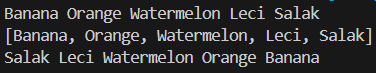 Banana Orange Watermelon Leci Salak
[Banana, Orange, Watermelon, Leci, Salak]
Salak Leci Watermelon Orange Banana